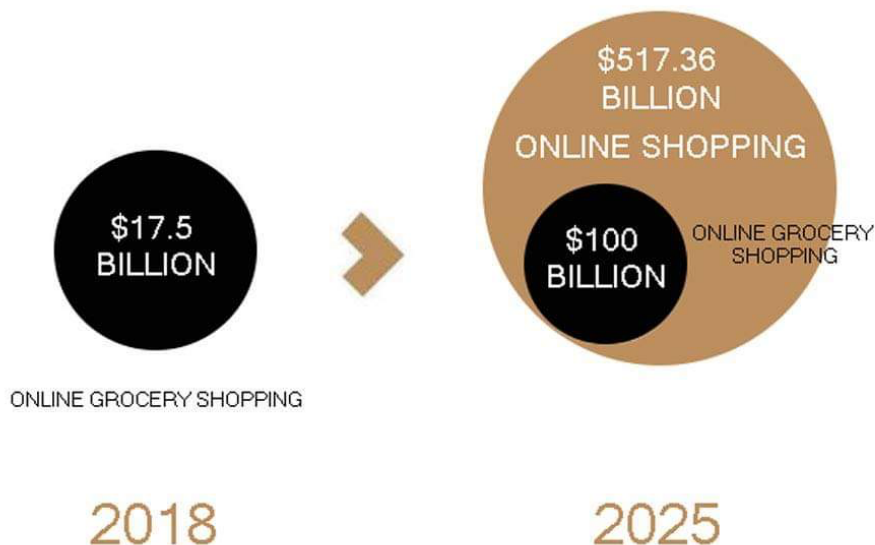 $17.5
BILLION
ONLINE GROCERY SHOPPING
2018
$517.36
BILLION
ONLINE SHOPPING
$100
BILLION
ONLINE GROCERY
SHOPPING
2025